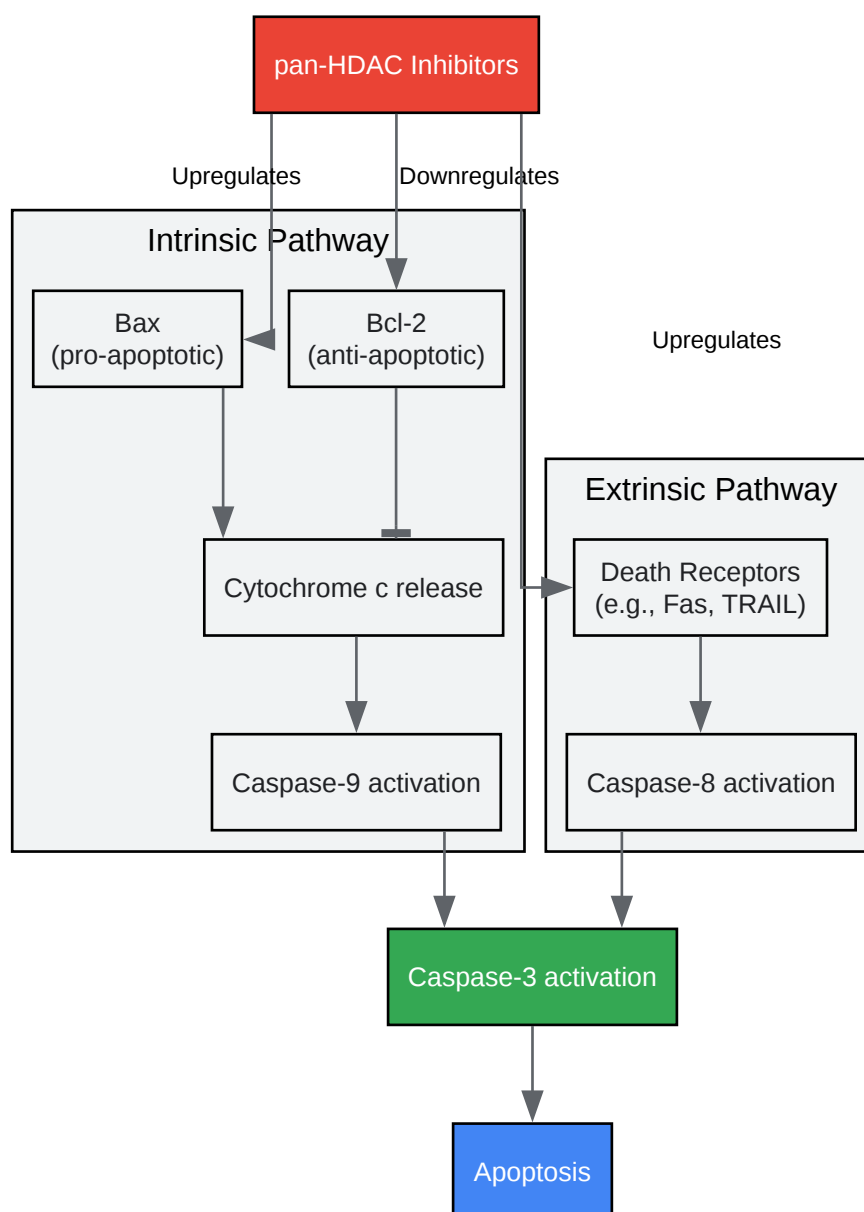 pan-HDAC Inhibitors
Upregulates
Downregulates
Intrinsic Pathway
Bax
(pro-apoptotic)
Bcl-2
(anti-apoptotic)
Upregulates
Extrinsic Pathway
Cytochrome c release
Death Receptors
(e.g., Fas, TRAIL)
Caspase-9 activation
Caspase-8 activation
Caspase-3 activation
Apoptosis